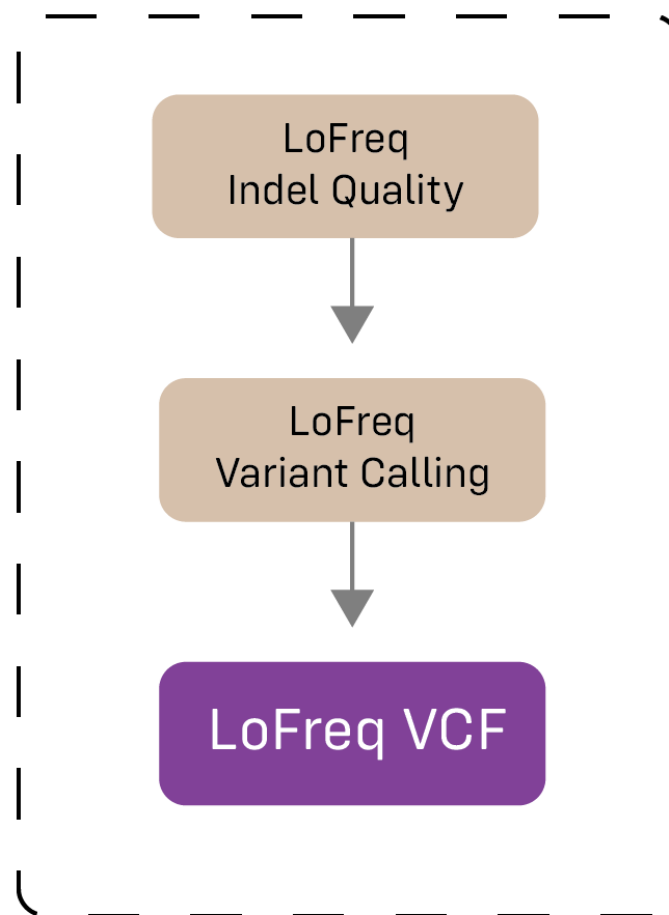 LoFreq
Indel Quality
LoFreq
Variant Calling
LoFreq VCF